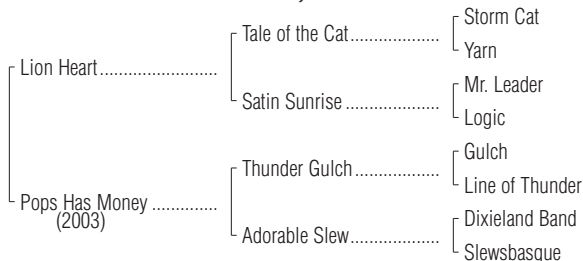 Storm Cat
Tale of the Cat...................
Yarn
Lion Heart.........................
Mr. Leader
Satin Sunrise ....................
Logic
Gulch
Thunder Gulch ..................
Line of Thunder
Pops Has Money ..............
(2003)
Dixieland Band
Adorable Slew...................
Slewsbasque